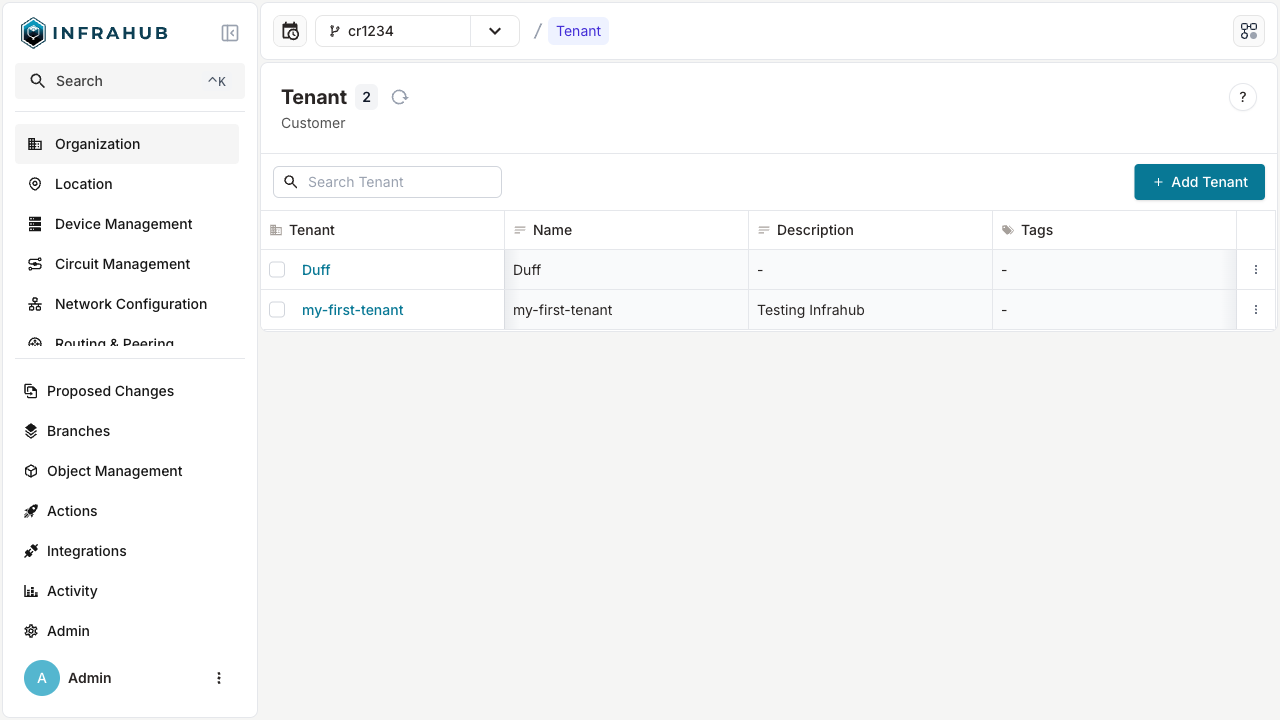 INFRAHUB
Search
^K
Organization
Location
Device Management
Circuit Management
Network Configuration
Routing & Peering
Proposed Changes
Branches
Object Management
Actions
Integrations
Activity
Admin
A
Admin
cr1234
/
Tenant
Tenant 2
Customer
?
Search Tenant
+ Add Tenant
Tenant Name Description Tags
Duff Duff - -
my-first-tenant my-first-tenant Testing Infrahub -